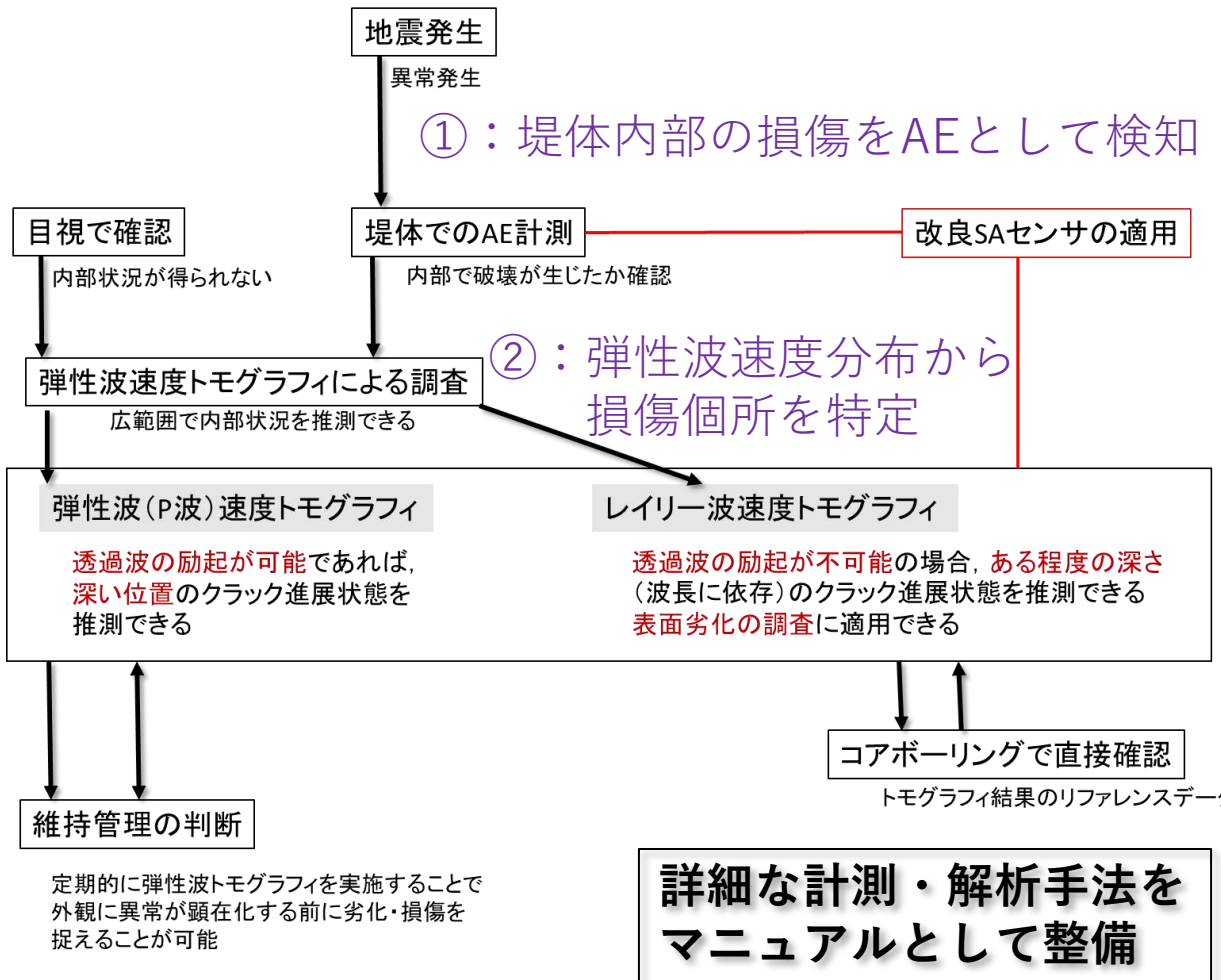 地震発生
異常発生
①：堤体内部の損傷をAEとして検知
目視で確認
堤体でのAE計測
改良SAセンサの適用
内部状況が得られない
内部で破壊が生じたか確認
②：弾性波速度分布から
損傷個所を特定
弾性波速度トモグラフィによる調査
広範囲で内部状況を推測できる
弾性波（P波）速度トモグラフィ
透過波の励起が可能であれば，
深い位置のクラック進展状態を
推測できる
レイリー波速度トモグラフィ
透過波の励起が不可能の場合，ある程度の深さ
（波長に依存）のクラック進展状態を推測できる
表面劣化の調査に適用できる
コアボーリングで直接確認
トモグラフィ結果のリファレンスデー
維持管理の判断
定期的に弾性波トモグラフィを実施することで
外観に異常が顕在化する前に劣化・損傷を
捉えることが可能
詳細な計測・解析手法を
マニュアルとして整備